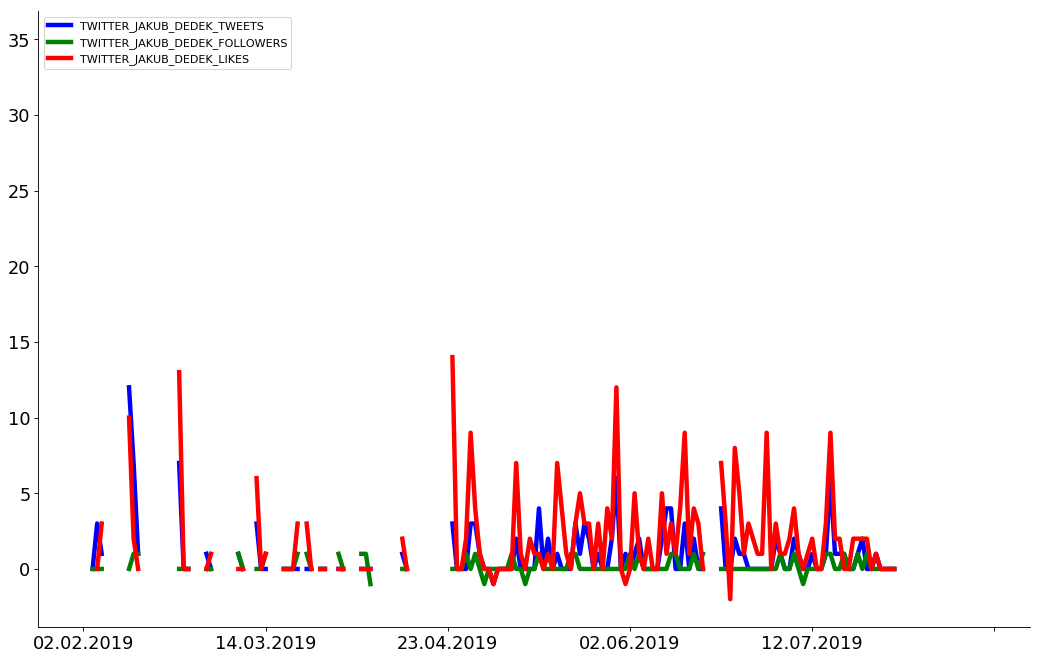 TWITTER_JAKUB_DEDEK_TWEETS
TWITTER_JAKUB_DEDEK_FOLLOWERS
TWITTER_JAKUB_DEDEK_LIKES
35
30
25
20
15
10
5
0
02.02.2019 14.03.2019 23.04.2019 02.06.2019 12.07.2019